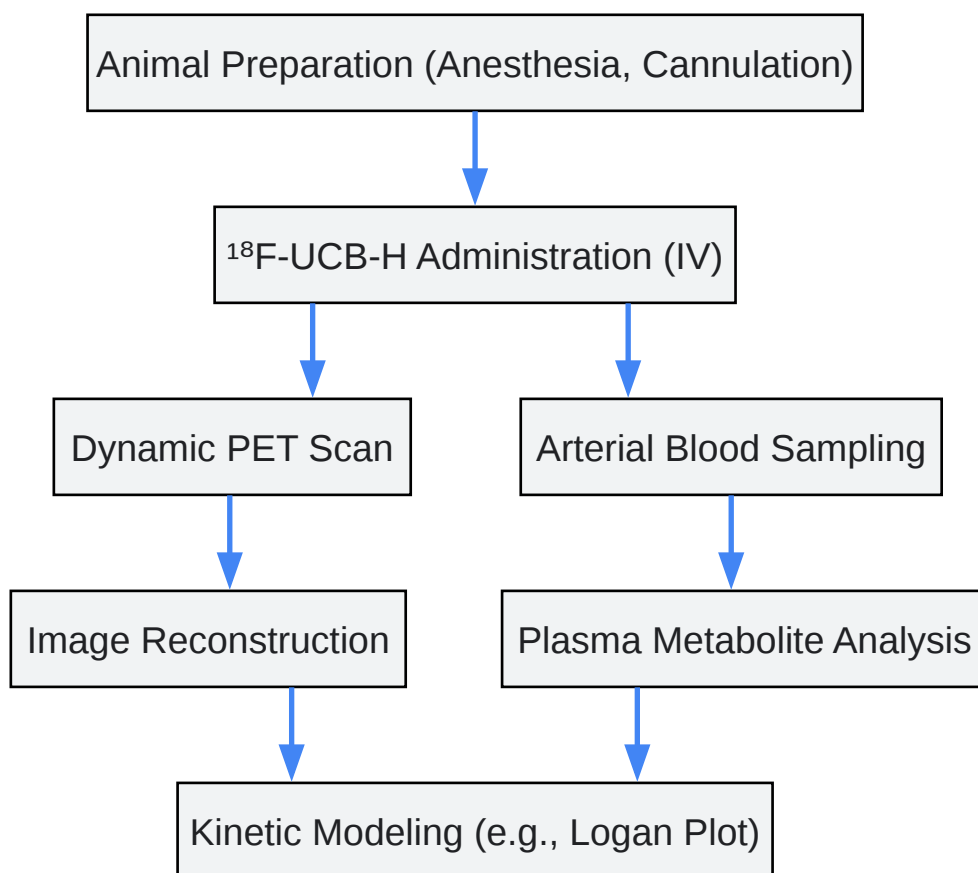 Animal Preparation (Anesthesia, Cannulation)
¹⁸F-UCB-H Administration (IV)
Dynamic PET Scan
Arterial Blood Sampling
Image Reconstruction
Plasma Metabolite Analysis
Kinetic Modeling (e.g., Logan Plot)